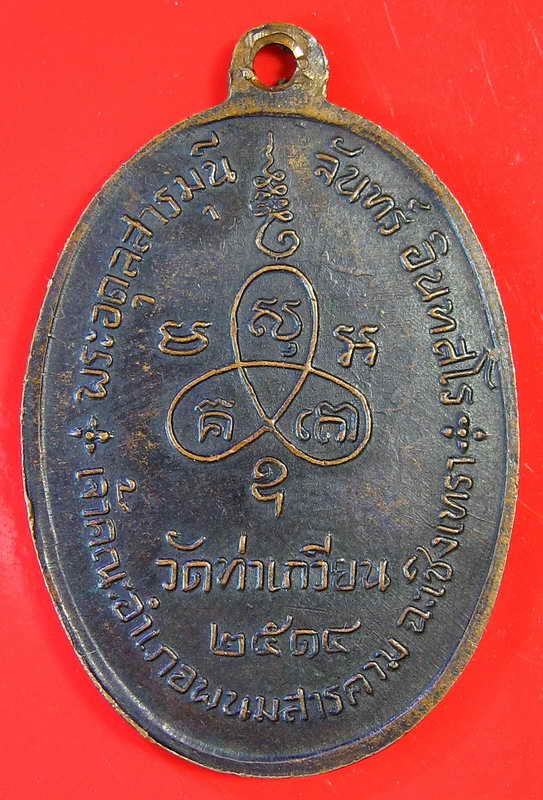 พระอดุลสารมุนี จันทร์ อินทสโร
วัดท่าเกวียน
๒๕๑๔
เจ้าคณะอำเภอพนมสารคาม ฉะเชิงเทรา